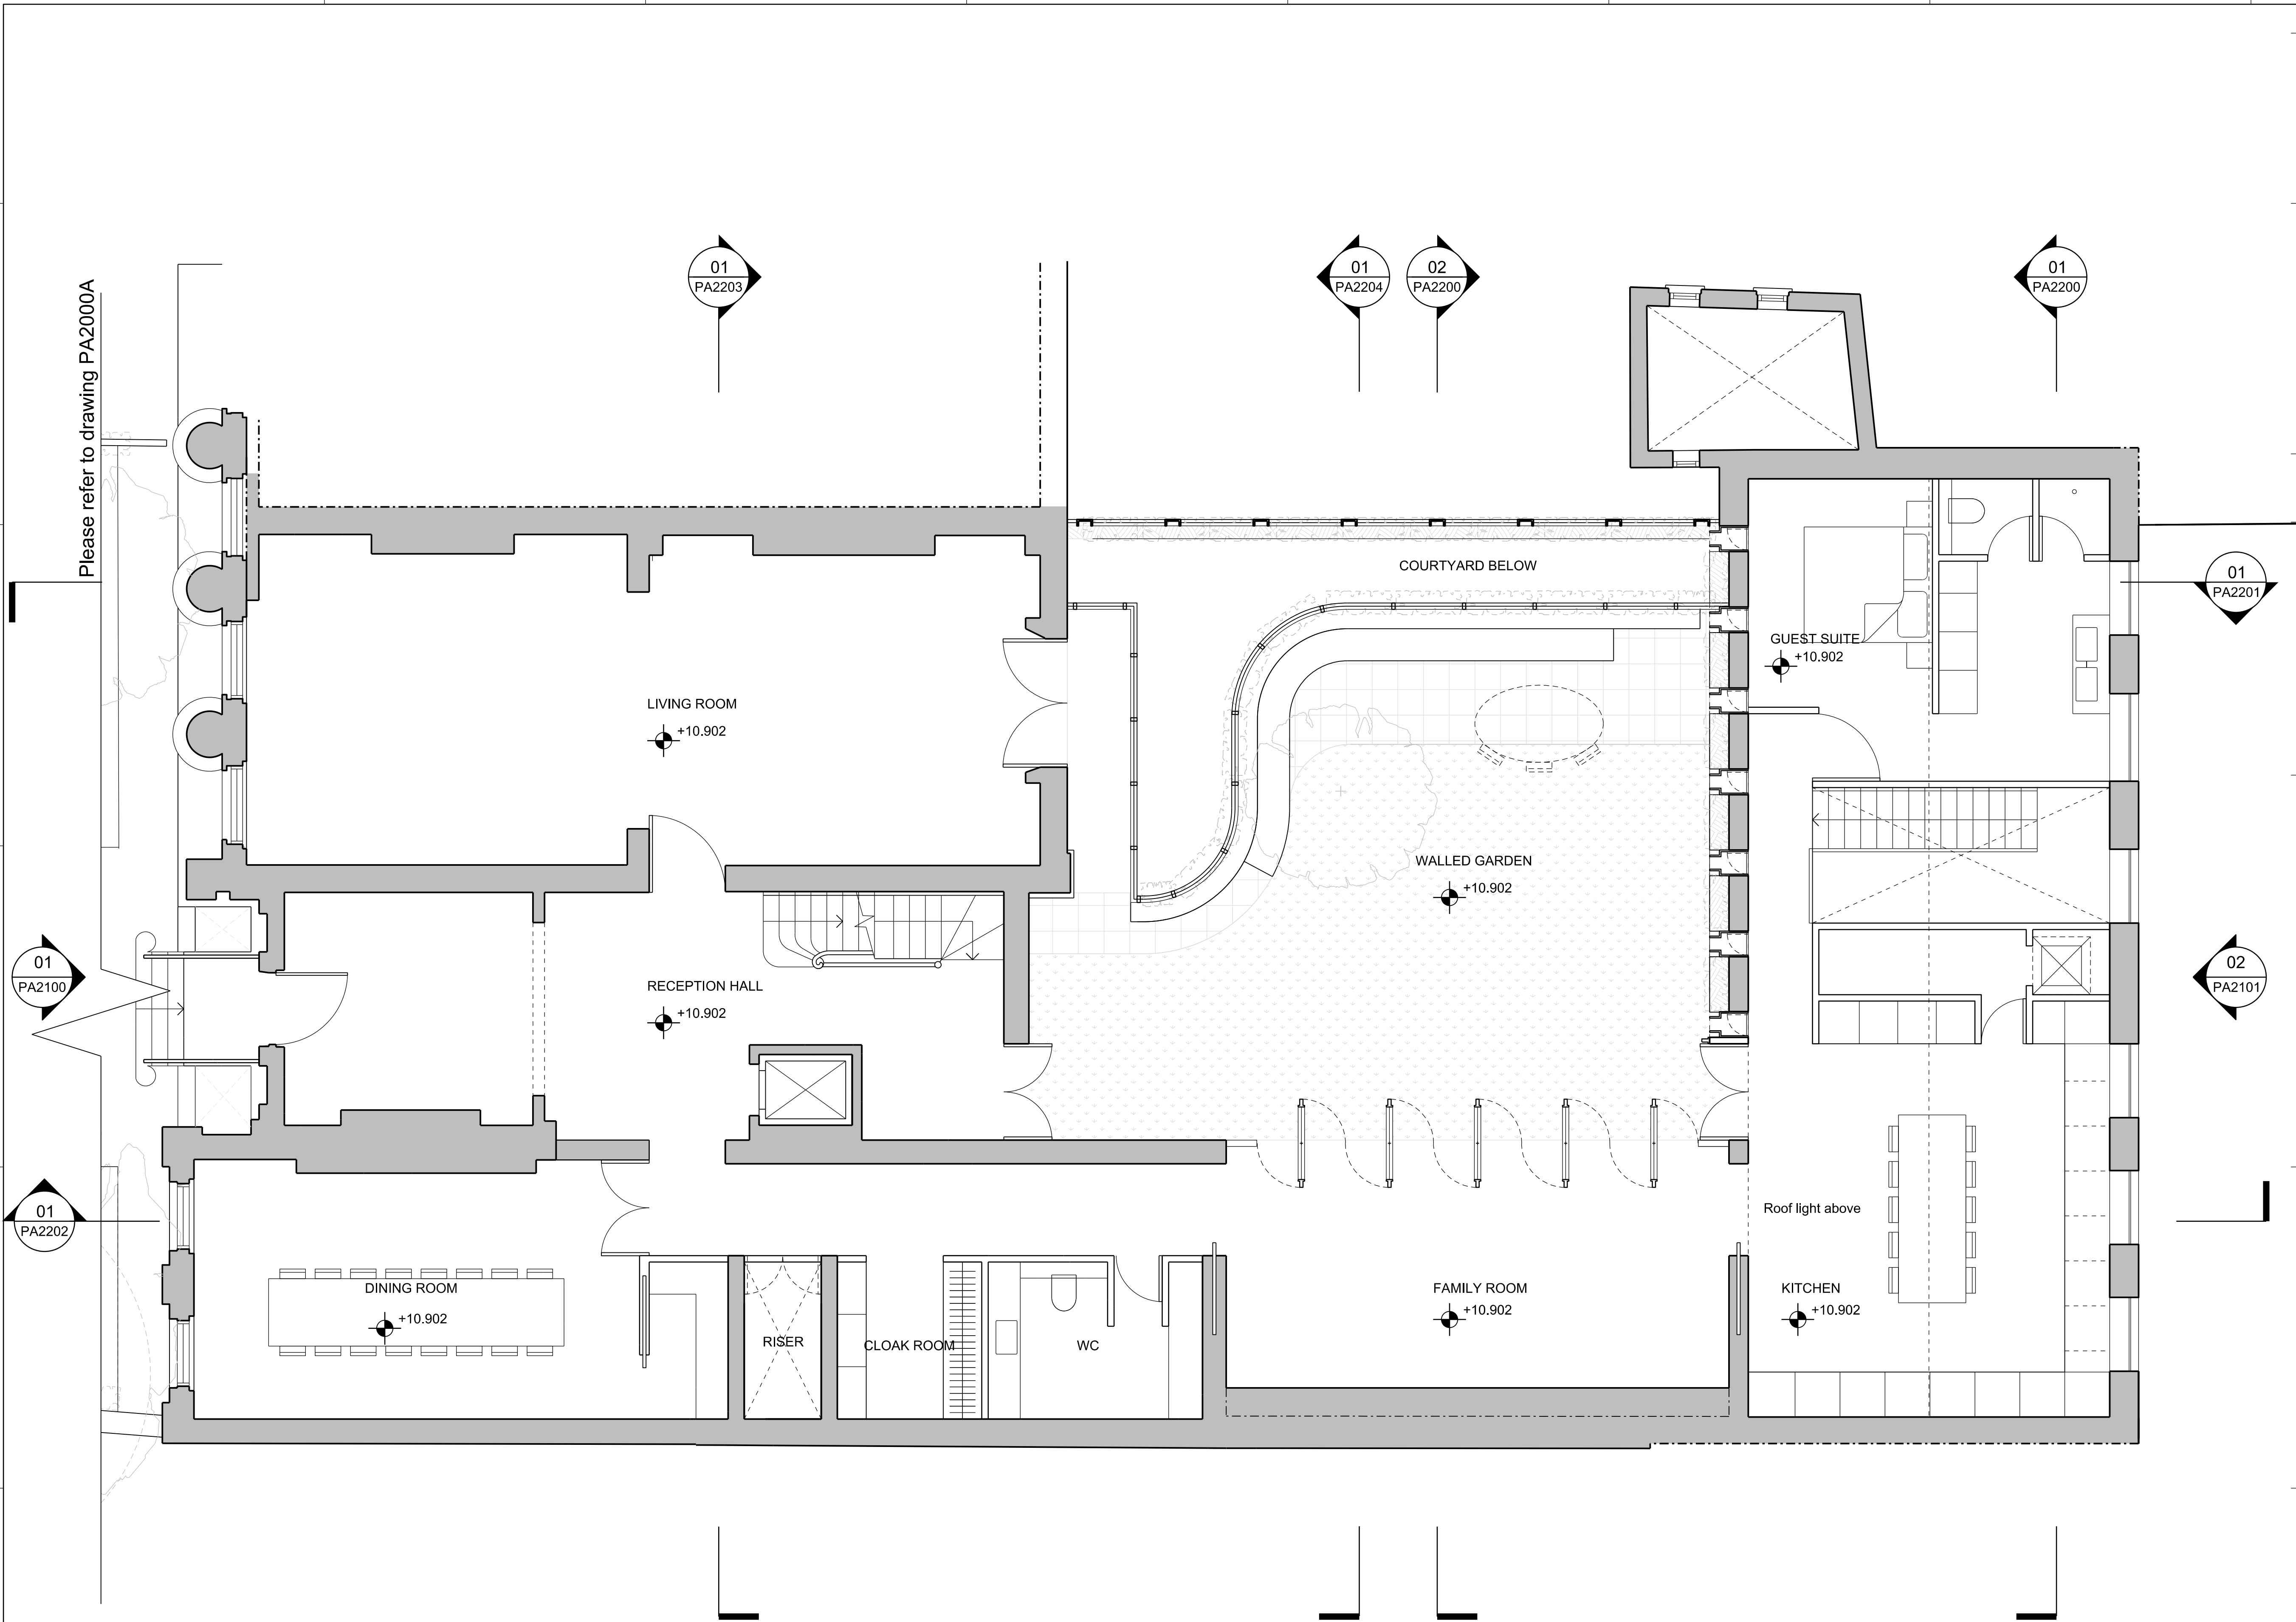 Please refer to drawing PA2000A
01
PA2203
01
PA2204
02
PA2200
01
PA2200
COURTYARD BELOW
01
PA2201
GUEST SUITE
+10.902
LIVING ROOM
+10.902
WALLED GARDEN
+10.902
01
PA2100
RECEPTION HALL
+10.902
02
PA2101
01
PA2202
Roof light above
DINING ROOM
+10.902
RISER
CLOAK ROOM
WC
FAMILY ROOM
+10.902
KITCHEN
+10.902